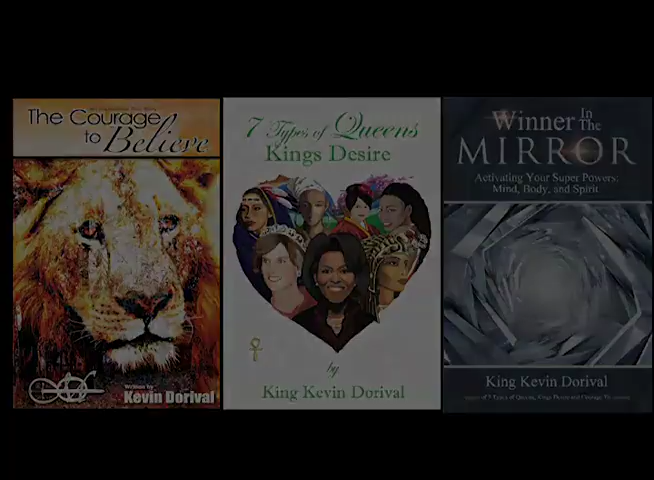 The Courage
to Believe
Written by
Kevin Dorival
7 Types of Queens
Kings Desire
by
King Kevin Dorival
Winner In The
MIRROR
Activating Your Super Powers:
Mind, Body, and Spirit
King Kevin Dorival